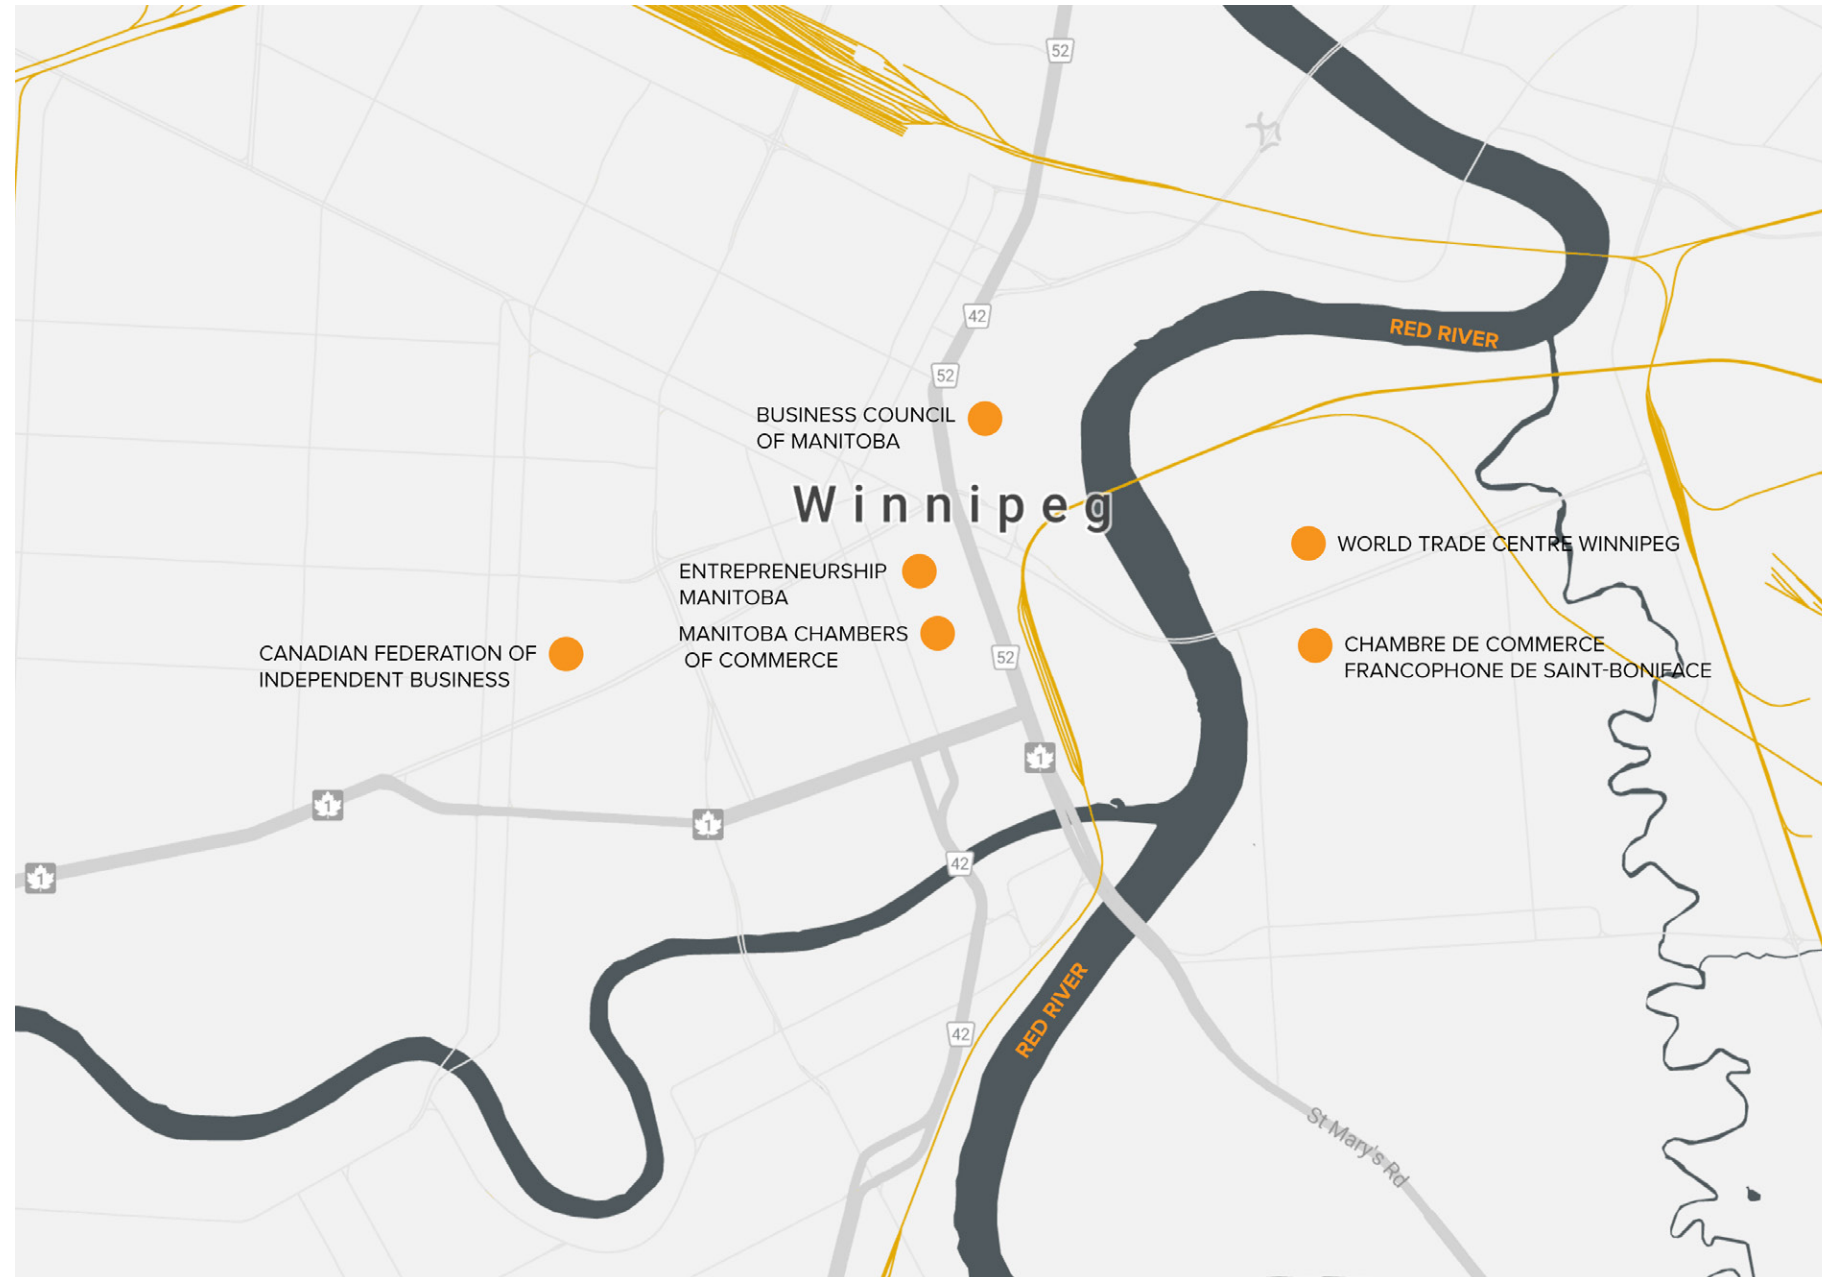 52
42
RED RIVER
52
BUSINESS COUNCIL
OF MANITOBA
Winnipeg
WORLD TRADE CENTRE WINNIPEG
ENTREPRENEURSHIP
MANITOBA
MANITOBA CHAMBERS
OF COMMERCE
52
CHAMBRE DE COMMERCE
FRANCOPHONE DE SAINT-BONIFACE
CANADIAN FEDERATION OF
INDEPENDENT BUSINESS
1
1
1
42
1
RED RIVER
42
St Mary's Rd